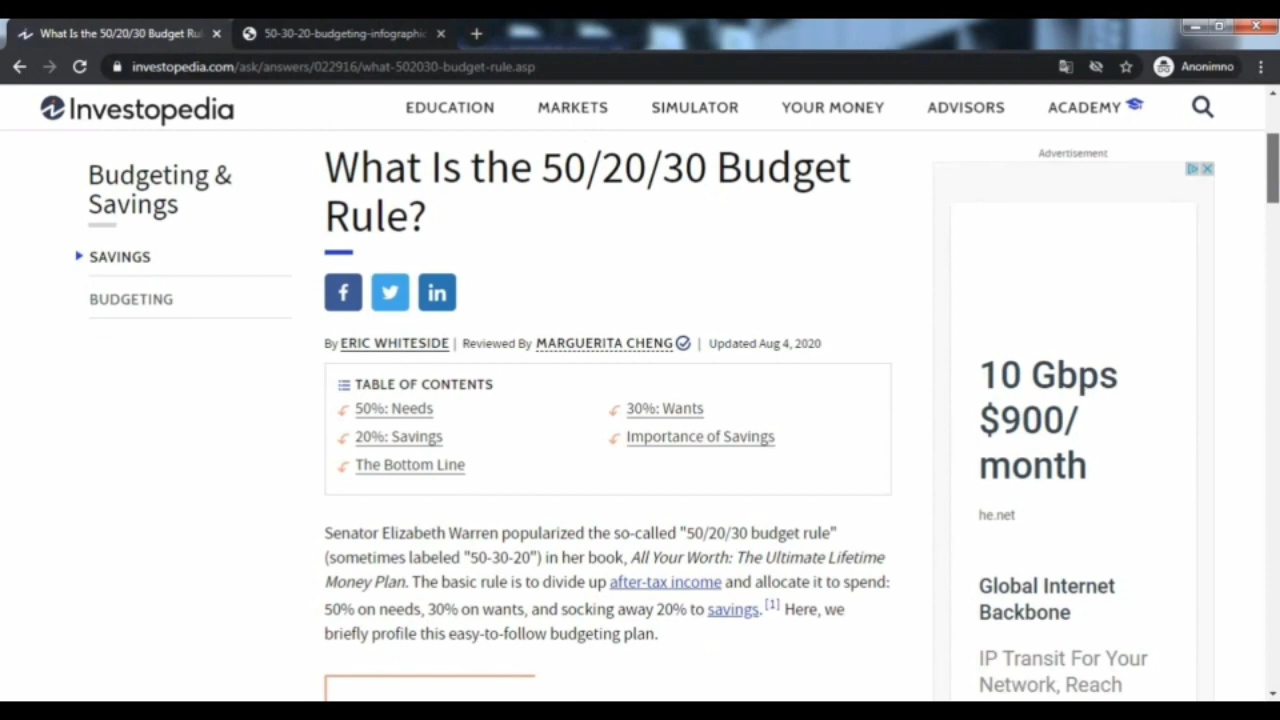 What Is the 50/20/30 Budget Ru
50-30-20-budgeting-infographic
investopedia.com/ask/answers/022916/what-502030-budget-rule.asp
Anonimno
Investopedia
EDUCATION MARKETS SIMULATOR YOUR MONEY ADVISORS ACADEMY
Budgeting &
Savings
SAVINGS
BUDGETING
What Is the 50/20/30 Budget
Rule?
f in
By ERIC WHITESIDE | Reviewed By MARGUERITA CHENG | Updated Aug 4, 2020
TABLE OF CONTENTS
50%: Needs
30%: Wants
20%: Savings
Importance of Savings
The Bottom Line
Senator Elizabeth Warren popularized the so-called "50/20/30 budget rule"
(sometimes labeled "50-30-20") in her book, All Your Worth: The Ultimate Lifetime
Money Plan. The basic rule is to divide up after-tax income and allocate it to spend:
50% on needs, 30% on wants, and socking away 20% to savings. [1] Here, we
briefly profile this easy-to-follow budgeting plan.
Advertisement
10 Gbps
$900/
month
he.net
Global Internet
Backbone
IP Transit For Your
Network, Reach